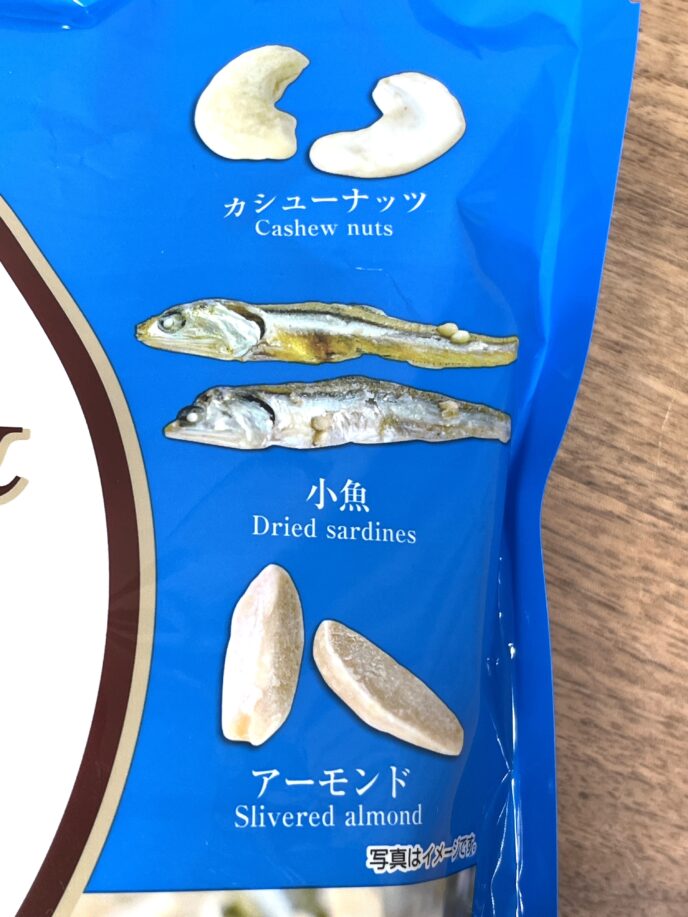 カシューナッツ
Cashew nuts
小魚
Dried sardines
アーモンド
Slivered almond
写真はイメージです。